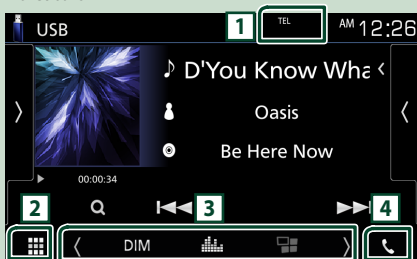 USB
1
TEL
AM 12:26
D'You Know Wha
Oasis
Be Here Now
00:00:34
2
3
4
DIM